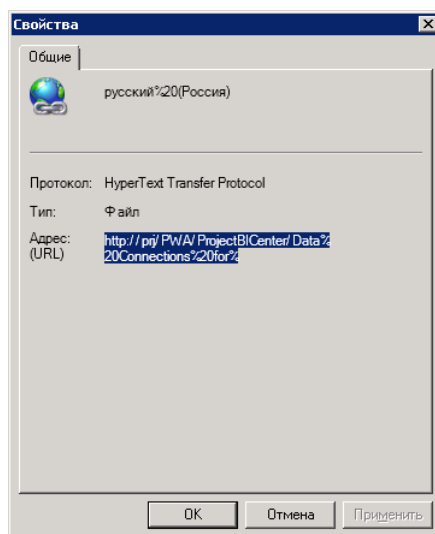 Свойства
Общие
русский%20(Россия)
Протокол: HyperText Transfer Protocol
Тип: Файл
Адрес: http://prj/PWA/ProjectBICenter/Data%
(URL) 20Connections%20for%
ОК Отмена Применить